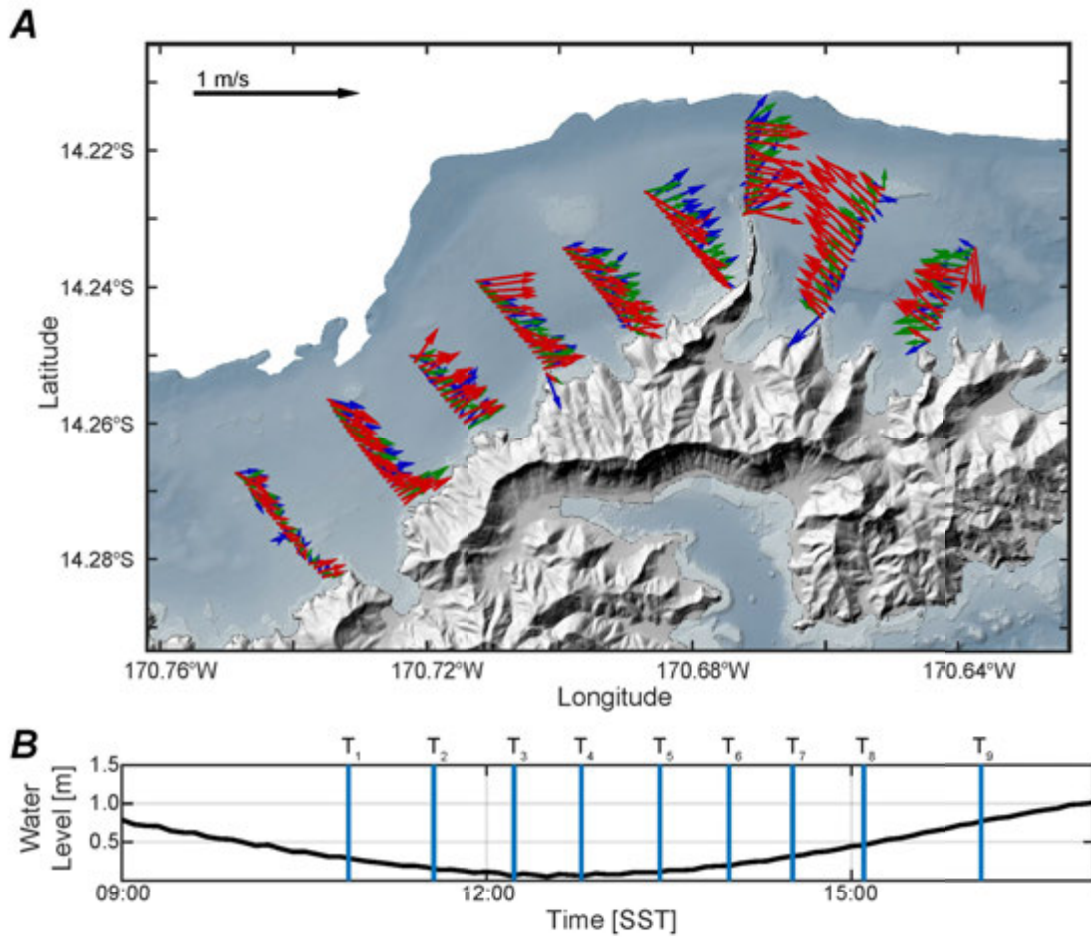 A
1 m/s
14.22°S
14.24°S
14.26°S
14.28°S
Latitude
170.76°W 170.72°W 170.68°W 170.64°W
Longitude
B
T1 T2 T3 T4 T5 T6 T7 T8 T9
1.5
1.0
0.5
Water
Level [m]
09:00 12:00 15:00
Time [SST]